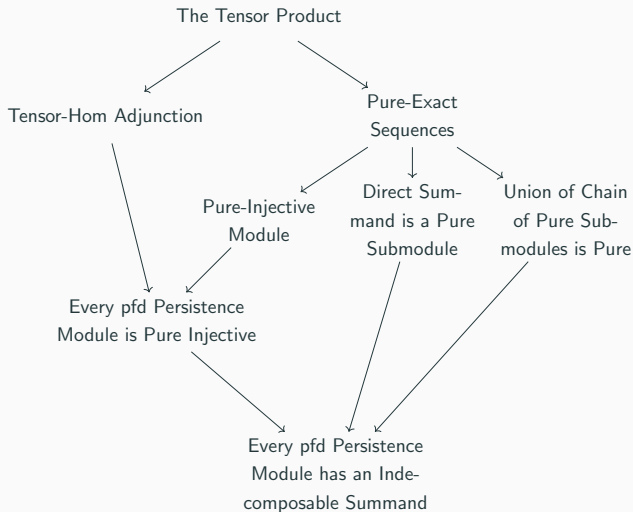 The Tensor Product
Tensor-Hom Adjunction
Pure-Exact
Sequences
Pure-Injective
Module
Direct Sum-
mand is a Pure
Submodule
Union of Chain
of Pure Sub-
modules is Pure
Every pfd Persistence
Module is Pure Injective
Every pfd Persistence
Module has an Inde-
composable Summand